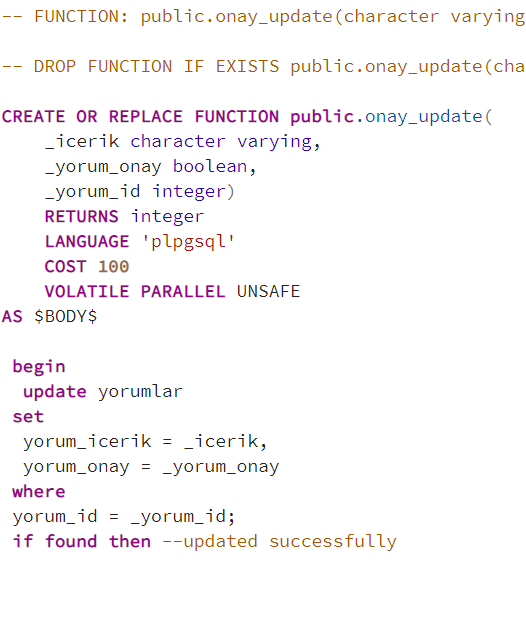 -- FUNCTION: public.onay_update(character varying
-- DROP FUNCTION IF EXISTS public.onay_update(cha
CREATE OR REPLACE FUNCTION public.onay_update(
_icerik character varying,
_yorum_onay boolean,
_yorum_id integer)
RETURNS integer
LANGUAGE 'plpgsql'
COST 100
VOLATILE PARALLEL UNSAFE
AS $BODY$
begin
update yorumlar
set
yorum_icerik = _icerik,
yorum_onay = _yorum_onay
where
yorum_id = _yorum_id;
if found then --updated successfully